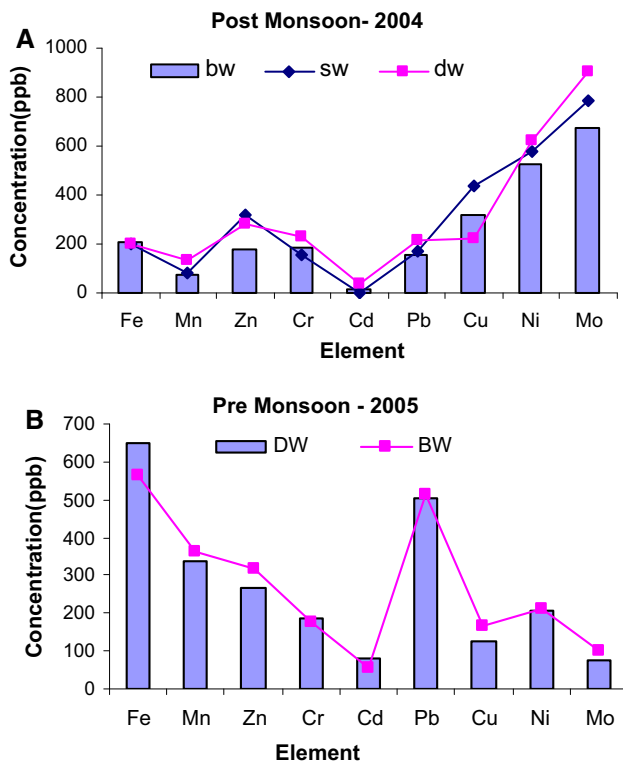 Post Monsoon- 2004
A
bw sw dw
Concentration(ppb)
1000
800
600
400
200
0
Fe Mn Zn Cr Cd Pb Cu Ni Mo
Element
Pre Monsoon - 2005
B
DW BW
Concentration(ppb)
700
600
500
400
300
200
100
0
Fe Mn Zn Cr Cd Pb Cu Ni Mo
Element